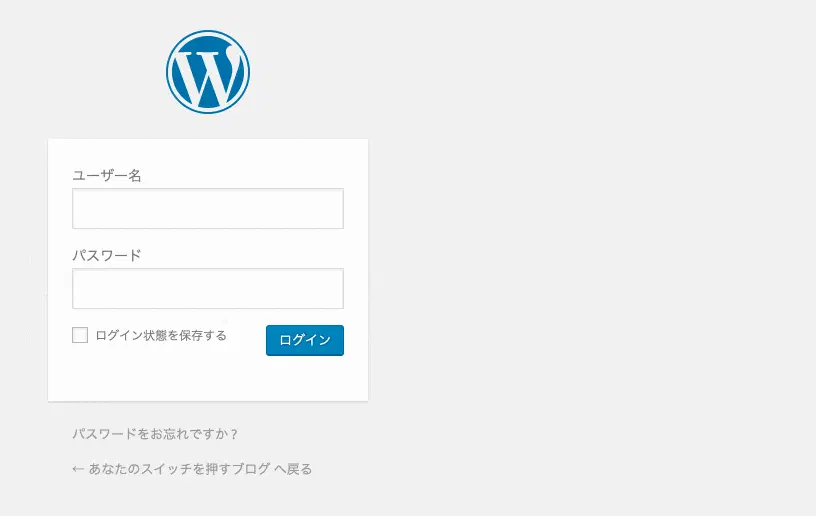 ユーザー名
パスワード
ログイン状態を保存する
ログイン
パスワードをお忘れですか ?
← あなたのスイッチを押すブログ へ戻る